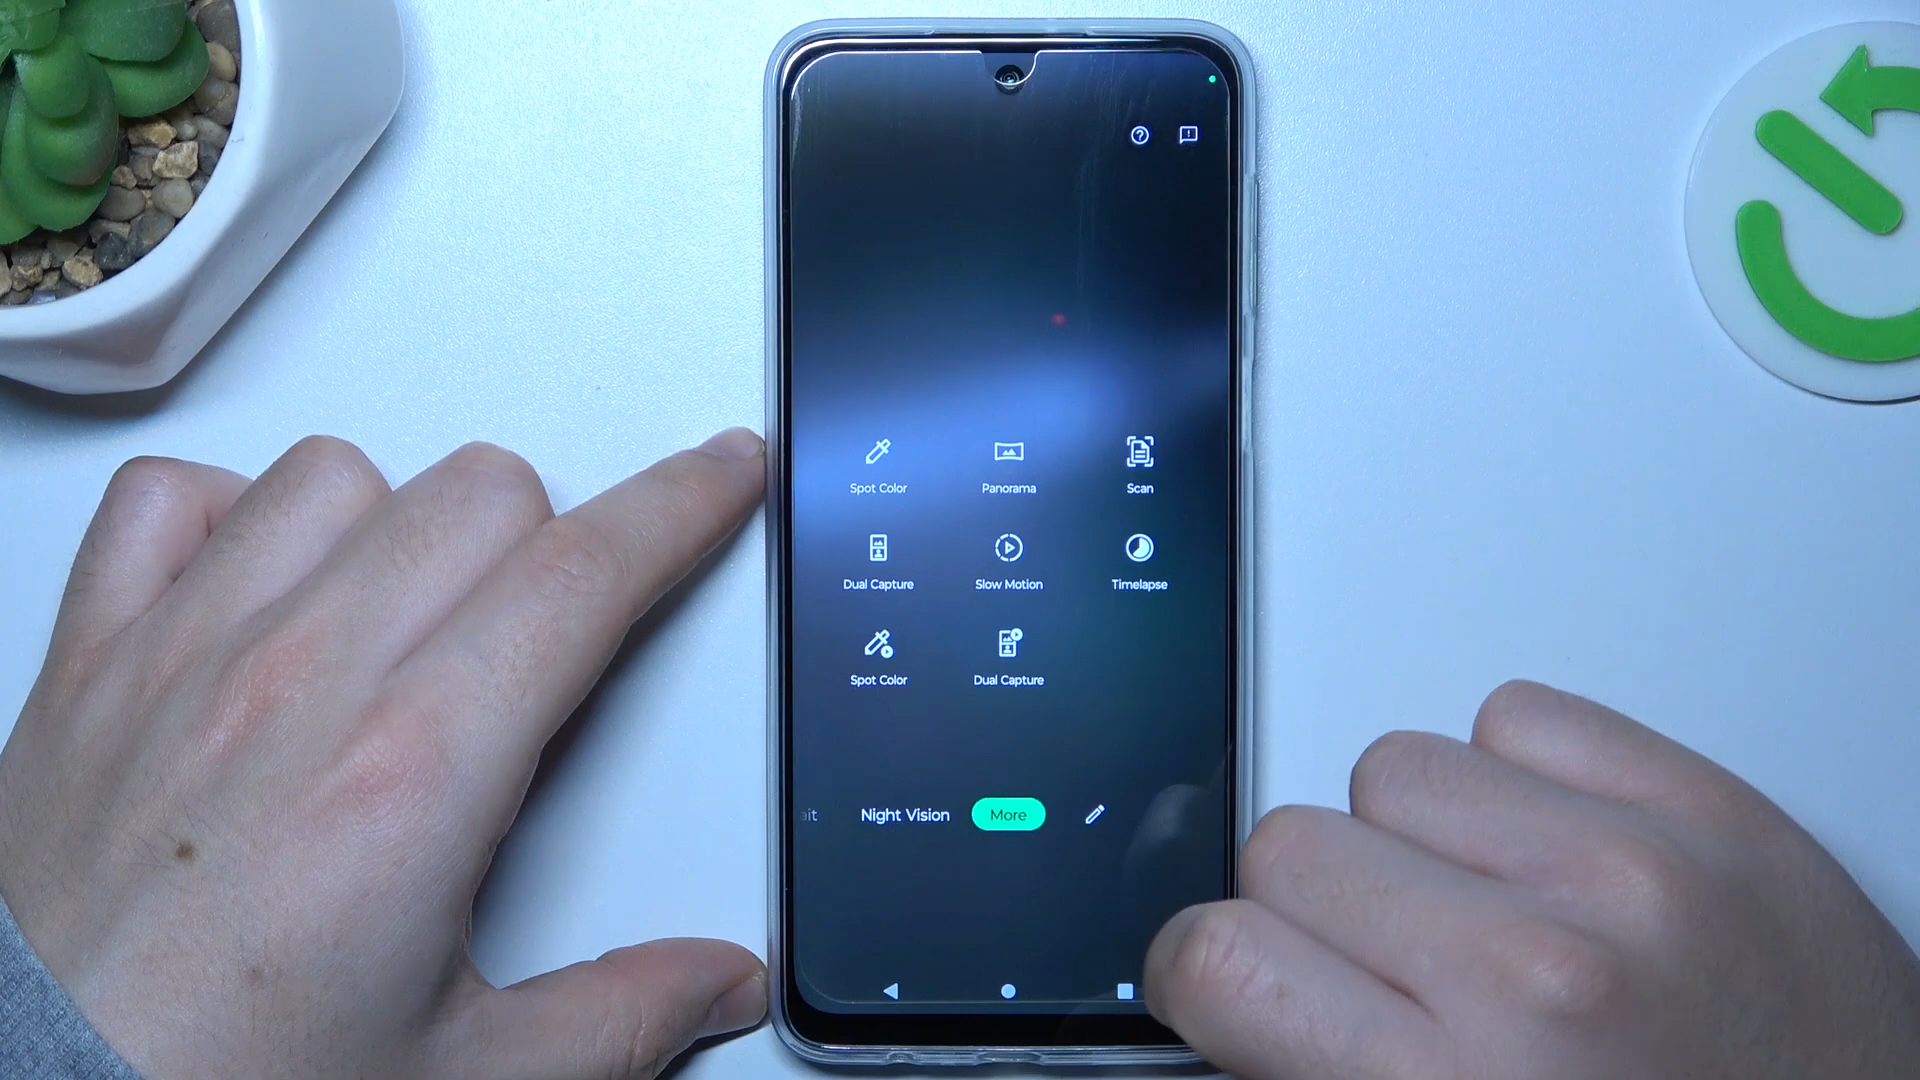 Spot Color Panorama Scan
Dual Capture Slow Motion Timelapse
Spot Color Dual Capture
ait Night Vision More